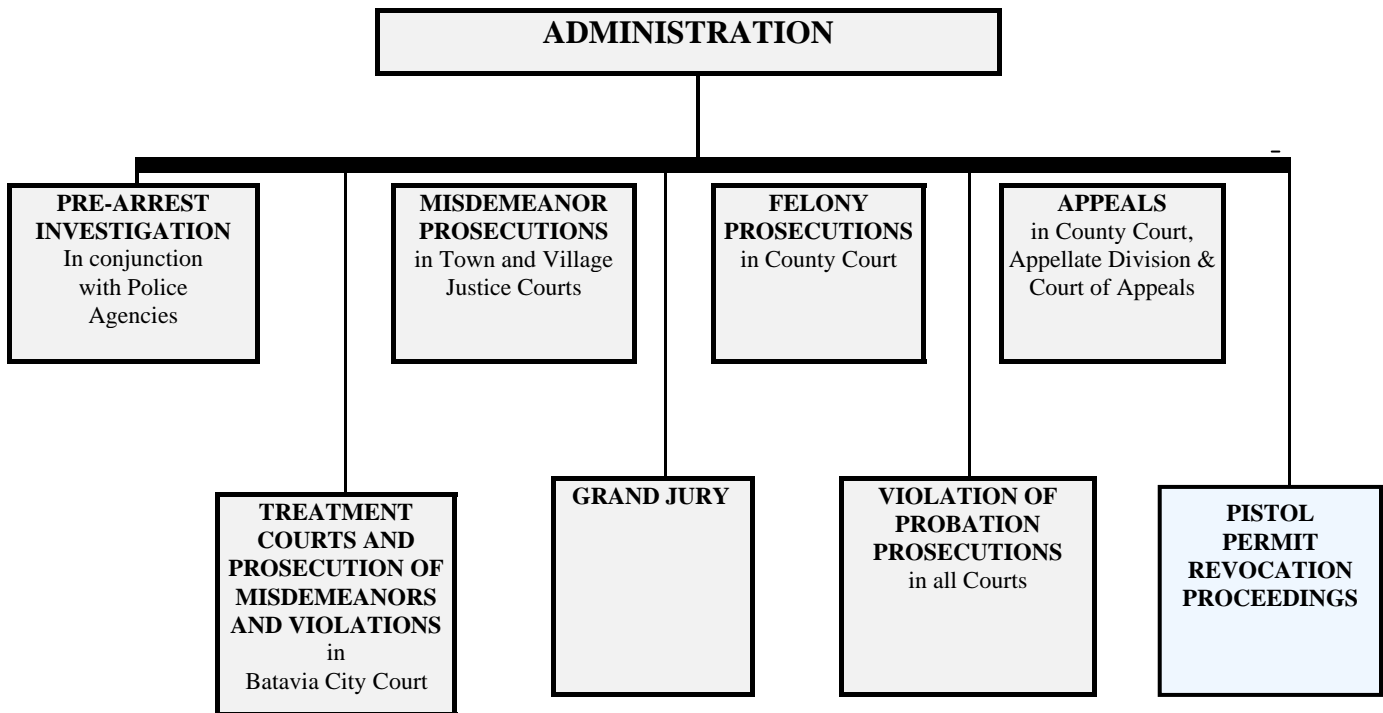 ADMINISTRATION
PRE-ARREST
INVESTIGATION
In conjunction
with Police
Agencies
MISDEMEANOR
PROSECUTIONS
in Town and Village
Justice Courts
FELONY
PROSECUTIONS
in County Court
APPEALS
in County Court,
Appellate Division &
Court of Appeals
TREATMENT
COURTS AND
PROSECUTION OF
MISDEMEANORS
AND VIOLATIONS
in
Batavia City Court
GRAND JURY
VIOLATION OF
PROBATION
PROSECUTIONS
in all Courts
PISTOL
PERMIT
REVOCATION
PROCEEDINGS